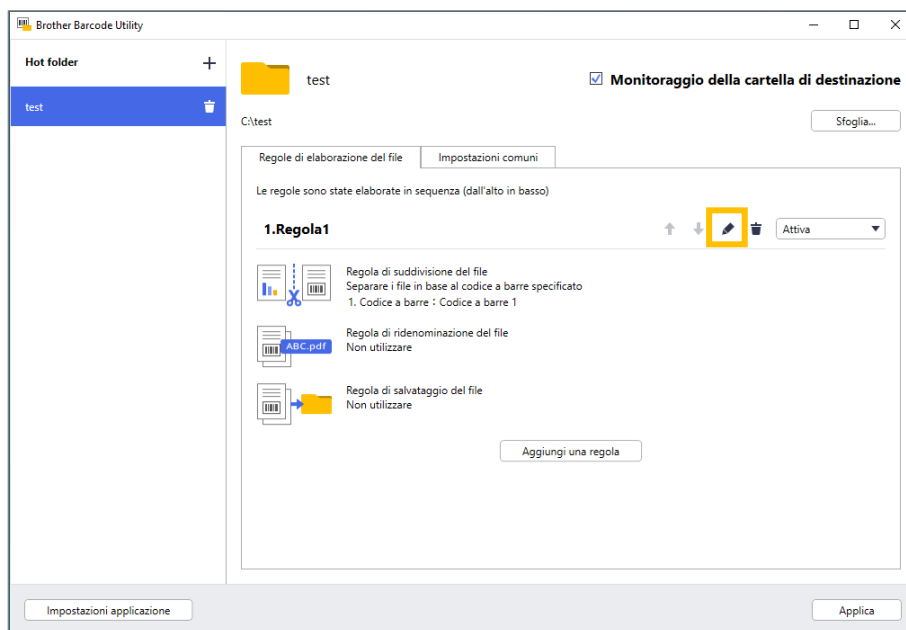 Brother Barcode Utility
Hot folder
test
test
Monitoraggio della cartella di destinazione
C:\test
Sfoglia...
Regole di elaborazione del file
Impostazioni comuni
Le regole sono state elaborate in sequenza (dall'alto in basso)
1.Regola1
Attiva
Regola di suddivisione del file
Separare i file in base al codice a barre specificato
1. Codice a barre : Codice a barre 1
Regola di ridenominazione del file
ABC.pdf
Non utilizzare
Regola di salvataggio del file
Non utilizzare
Aggiungi una regola
Impostazioni applicazione
Applica